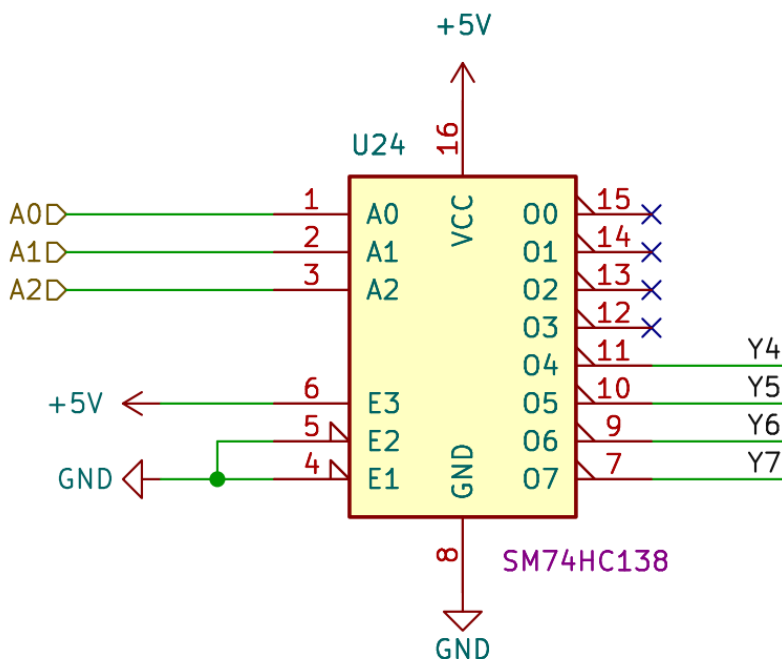 +5V
U24
16
A0 1 A0 VCC O0 15
A1 2 A1 O1 14
A2 3 A2 O2 13
O3 12
O4 11 Y4
+5V 6 E3 O5 10 Y5
5 E2 O6 9 Y6
GND 4 E1 GND O7 7 Y7
8
SM74HC138
GND